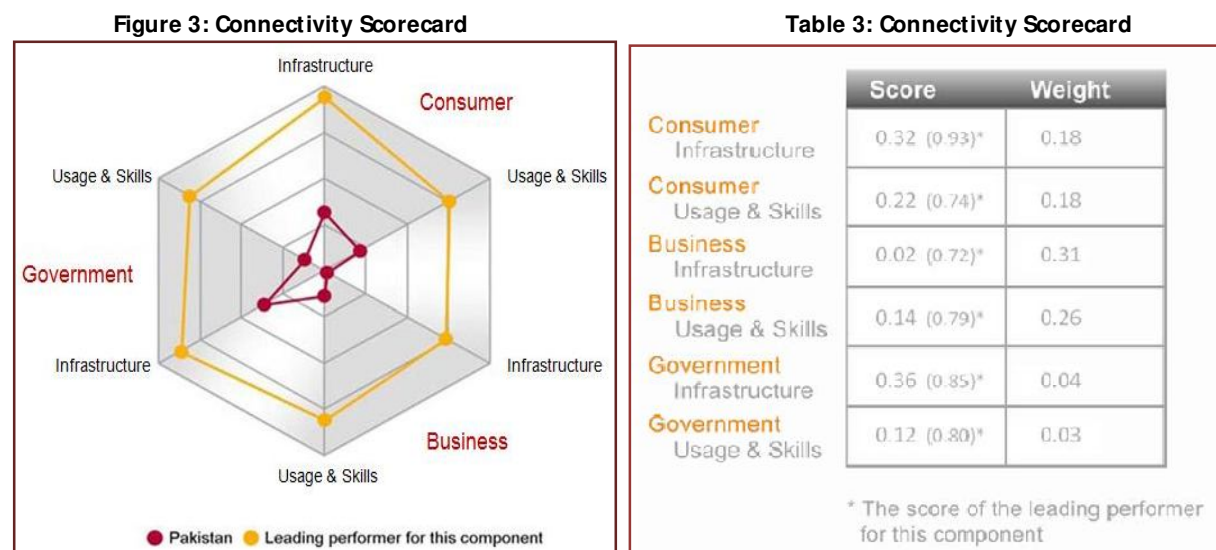 Figure 3: Connectivity Scorecard
Infrastructure
Consumer
Usage & Skills
Usage & Skills
Government
Infrastructure
Infrastructure
Business
Usage & Skills
Pakistan Leading performer for this component
Table 3: Connectivity Scorecard
Score Weight
Consumer
Infrastructure 0.32 (0.93)* 0.18
Consumer
Usage & Skills 0.22 (0.74)* 0.18
Business
Infrastructure 0.02 (0.72)* 0.31
Business
Usage & Skills 0.14 (0.79)* 0.26
Government
Infrastructure 0.36 (0.85)* 0.04
Government
Usage & Skills 0.12 (0.80)* 0.03
* The score of the leading performer
for this component